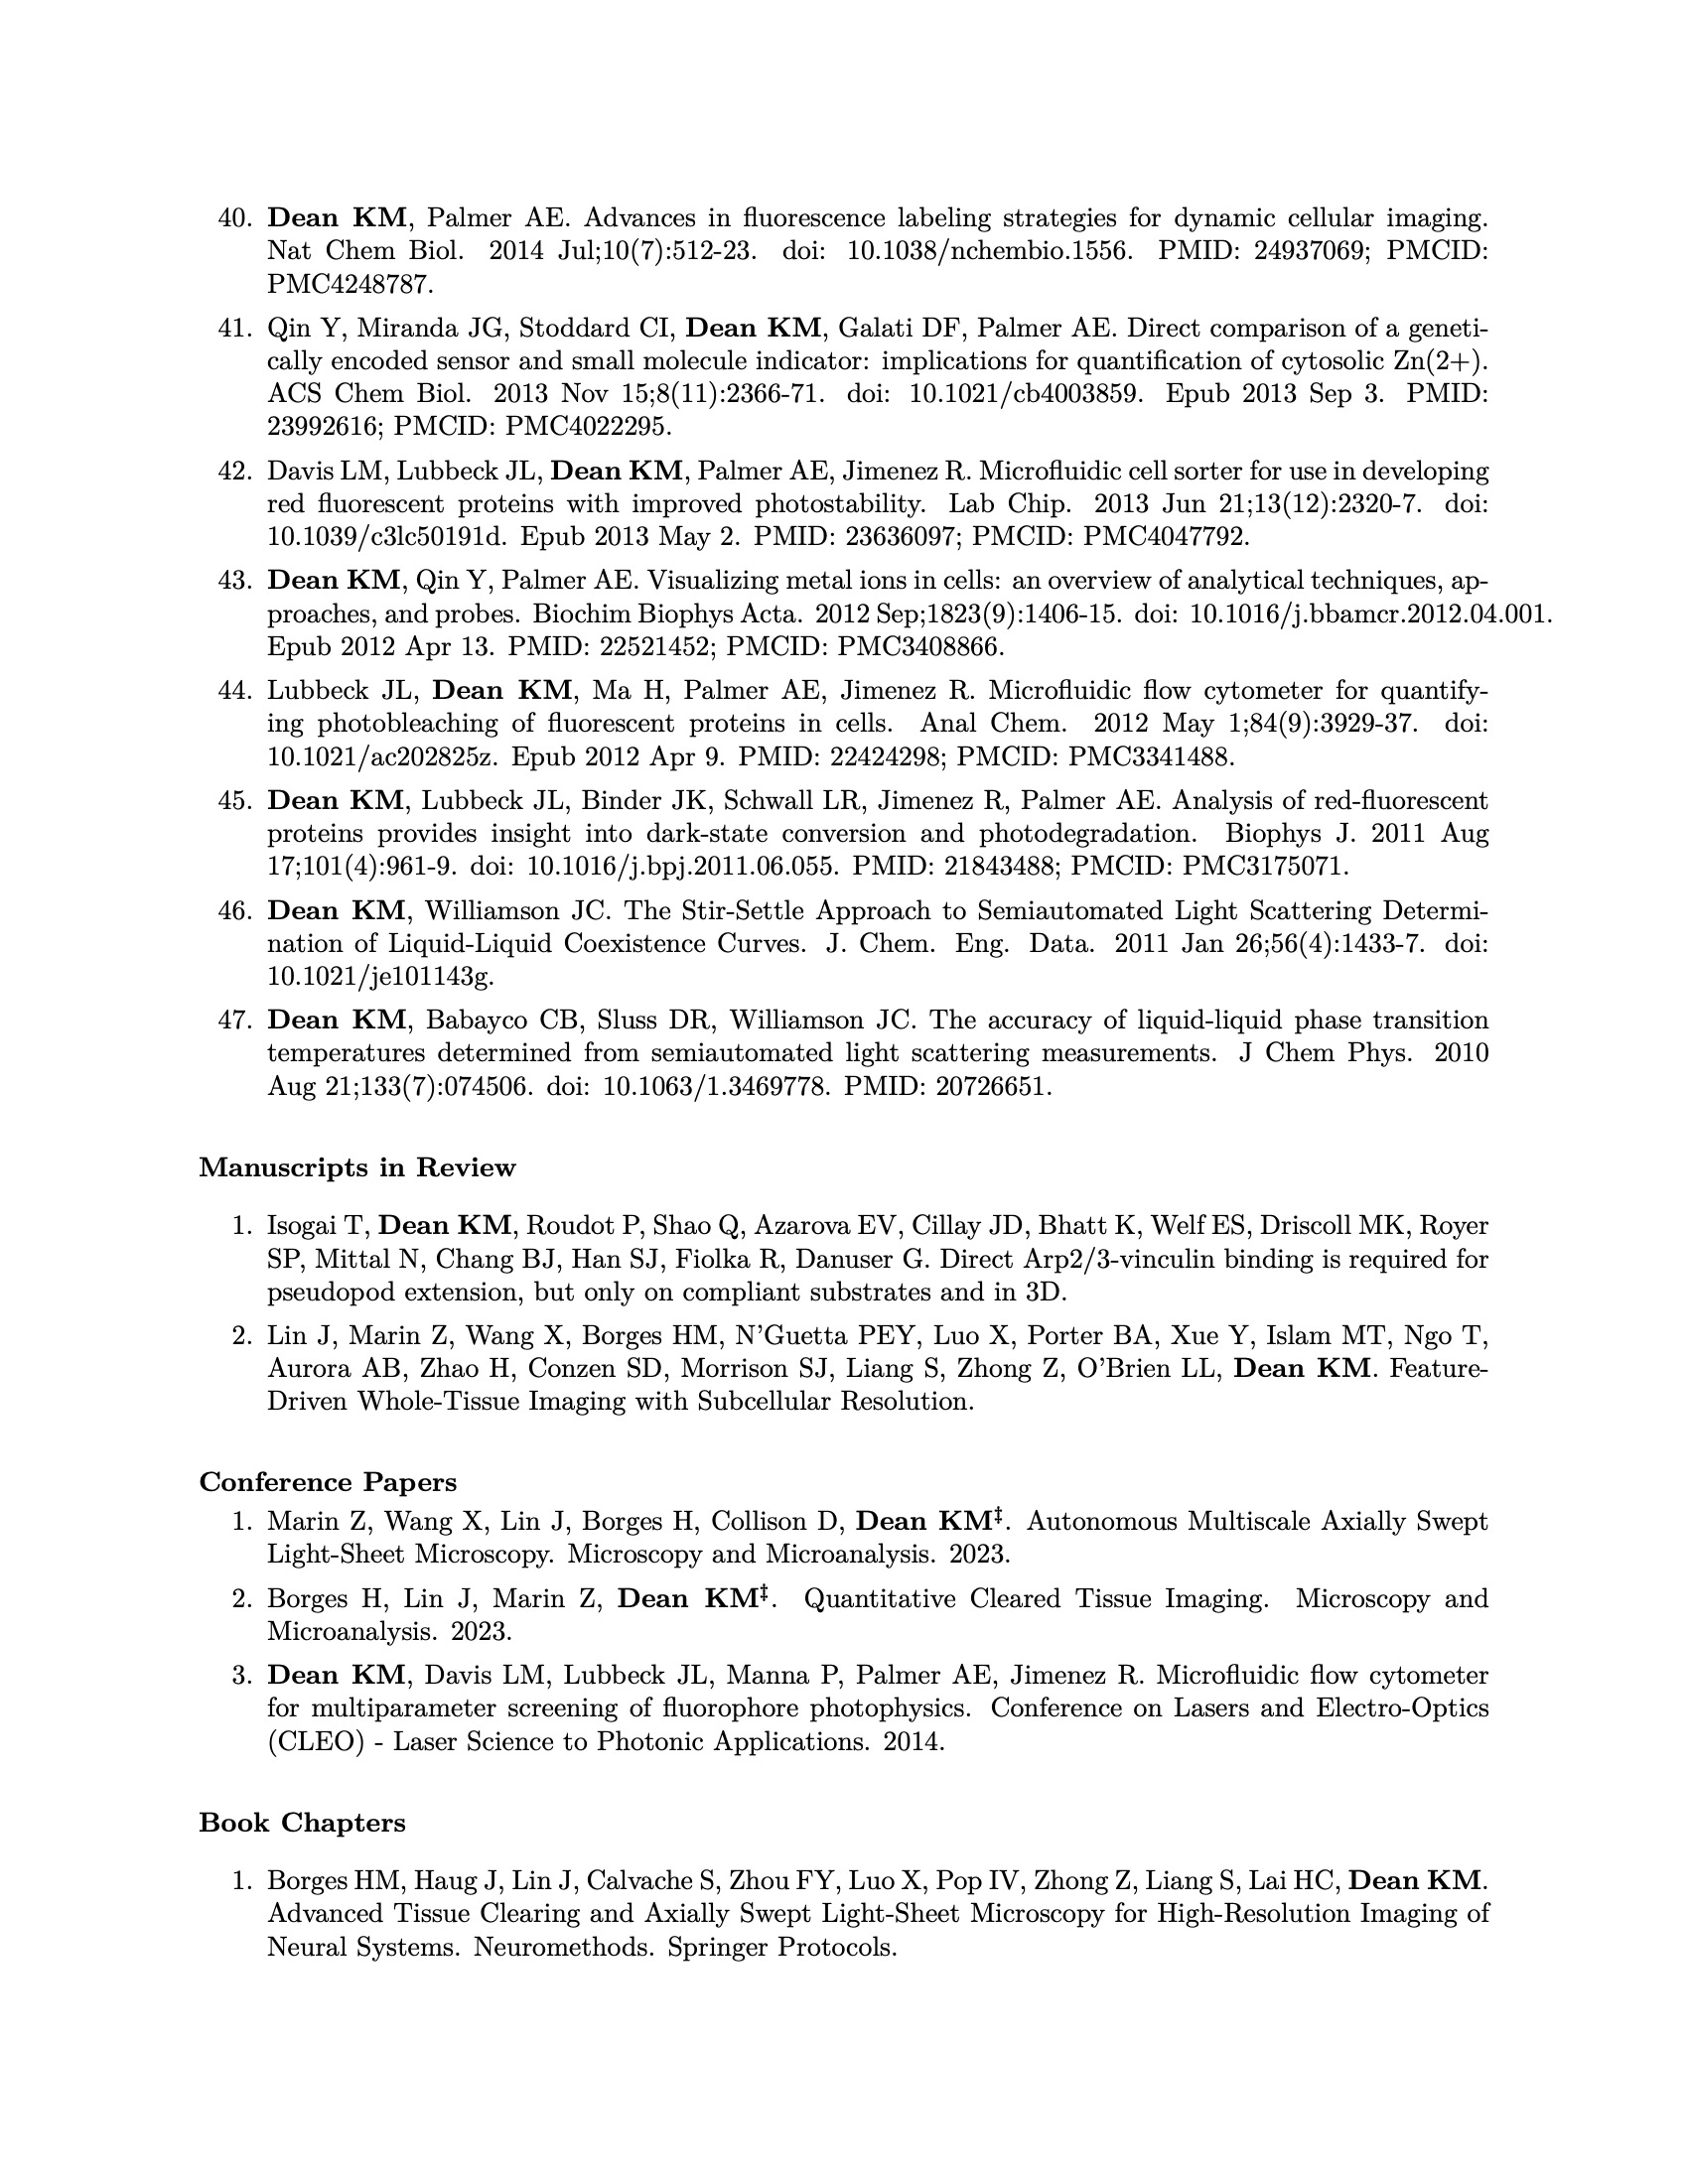 40. Dean KM, Palmer AE. Advances in fluorescence labeling strategies for dynamic cellular imaging.
Nat Chem Biol. 2014 Jul;10(7):512-23. doi: 10.1038/nchembio.1556. PMID: 24937069; PMCID:
PMC4248787.
41. Qin Y, Miranda JG, Stoddard CI, Dean KM, Galati DF, Palmer AE. Direct comparison of a geneti-
cally encoded sensor and small molecule indicator: implications for quantification of cytosolic Zn(2+).
ACS Chem Biol. 2013 Nov 15;8(11):2366-71. doi: 10.1021/cb4003859. Epub 2013 Sep 3. PMID:
23992616; PMCID: PMC4022295.
42. Davis LM, Lubbeck JL, Dean KM, Palmer AE, Jimenez R. Microfluidic cell sorter for use in developing
red fluorescent proteins with improved photostability. Lab Chip. 2013 Jun 21;13(12):2320-7. doi:
10.1039/c3lc50191d. Epub 2013 May 2. PMID: 23636097; PMCID: PMC4047792.
43. Dean KM, Qin Y, Palmer AE. Visualizing metal ions in cells: an overview of analytical techniques, ap-
proaches, and probes. Biochim Biophys Acta. 2012 Sep;1823(9):1406-15. doi: 10.1016/j.bbamcr.2012.04.001.
Epub 2012 Apr 13. PMID: 22521452; PMCID: PMC3408866.
44. Lubbeck JL, Dean KM, Ma H, Palmer AE, Jimenez R. Microfluidic flow cytometer for quantify-
ing photobleaching of fluorescent proteins in cells. Anal Chem. 2012 May 1;84(9):3929-37. doi:
10.1021/ac202825z. Epub 2012 Apr 9. PMID: 22424298; PMCID: PMC3341488.
45. Dean KM, Lubbeck JL, Binder JK, Schwall LR, Jimenez R, Palmer AE. Analysis of red-fluorescent
proteins provides insight into dark-state conversion and photodegradation. Biophys J. 2011 Aug
17;101(4):961-9. doi: 10.1016/j.bpj.2011.06.055. PMID: 21843488; PMCID: PMC3175071.
46. Dean KM, Williamson JC. The Stir-Settle Approach to Semiautomated Light Scattering Determi-
nation of Liquid-Liquid Coexistence Curves. J. Chem. Eng. Data. 2011 Jan 26;56(4):1433-7. doi:
10.1021/je101143g.
47. Dean KM, Babayco CB, Sluss DR, Williamson JC. The accuracy of liquid-liquid phase transition
temperatures determined from semiautomated light scattering measurements. J Chem Phys. 2010
Aug 21;133(7):074506. doi: 10.1063/1.3469778. PMID: 20726651.
Manuscripts in Review
1. Isogai T, Dean KM, Roudot P, Shao Q, Azarova EV, Cillay JD, Bhatt K, Welf ES, Driscoll MK, Royer
SP, Mittal N, Chang BJ, Han SJ, Fiolka R, Danuser G. Direct Arp2/3-vinculin binding is required for
pseudopod extension, but only on compliant substrates and in 3D.
2. Lin J, Marin Z, Wang X, Borges HM, N'Guetta PEY, Luo X, Porter BA, Xue Y, Islam MT, Ngo T,
Aurora AB, Zhao H, Conzen SD, Morrison SJ, Liang S, Zhong Z, O'Brien LL, Dean KM. Feature-
Driven Whole-Tissue Imaging with Subcellular Resolution.
Conference Papers
1. Marin Z, Wang X, Lin J, Borges H, Collison D, Dean KM‡. Autonomous Multiscale Axially Swept
Light-Sheet Microscopy. Microscopy and Microanalysis. 2023.
2. Borges H, Lin J, Marin Z, Dean KM‡. Quantitative Cleared Tissue Imaging. Microscopy and
Microanalysis. 2023.
3. Dean KM, Davis LM, Lubbeck JL, Manna P, Palmer AE, Jimenez R. Microfluidic flow cytometer
for multiparameter screening of fluorophore photophysics. Conference on Lasers and Electro-Optics
(CLEO) - Laser Science to Photonic Applications. 2014.
Book Chapters
1. Borges HM, Haug J, Lin J, Calvache S, Zhou FY, Luo X, Pop IV, Zhong Z, Liang S, Lai HC, Dean KM.
Advanced Tissue Clearing and Axially Swept Light-Sheet Microscopy for High-Resolution Imaging of
Neural Systems. Neuromethods. Springer Protocols.